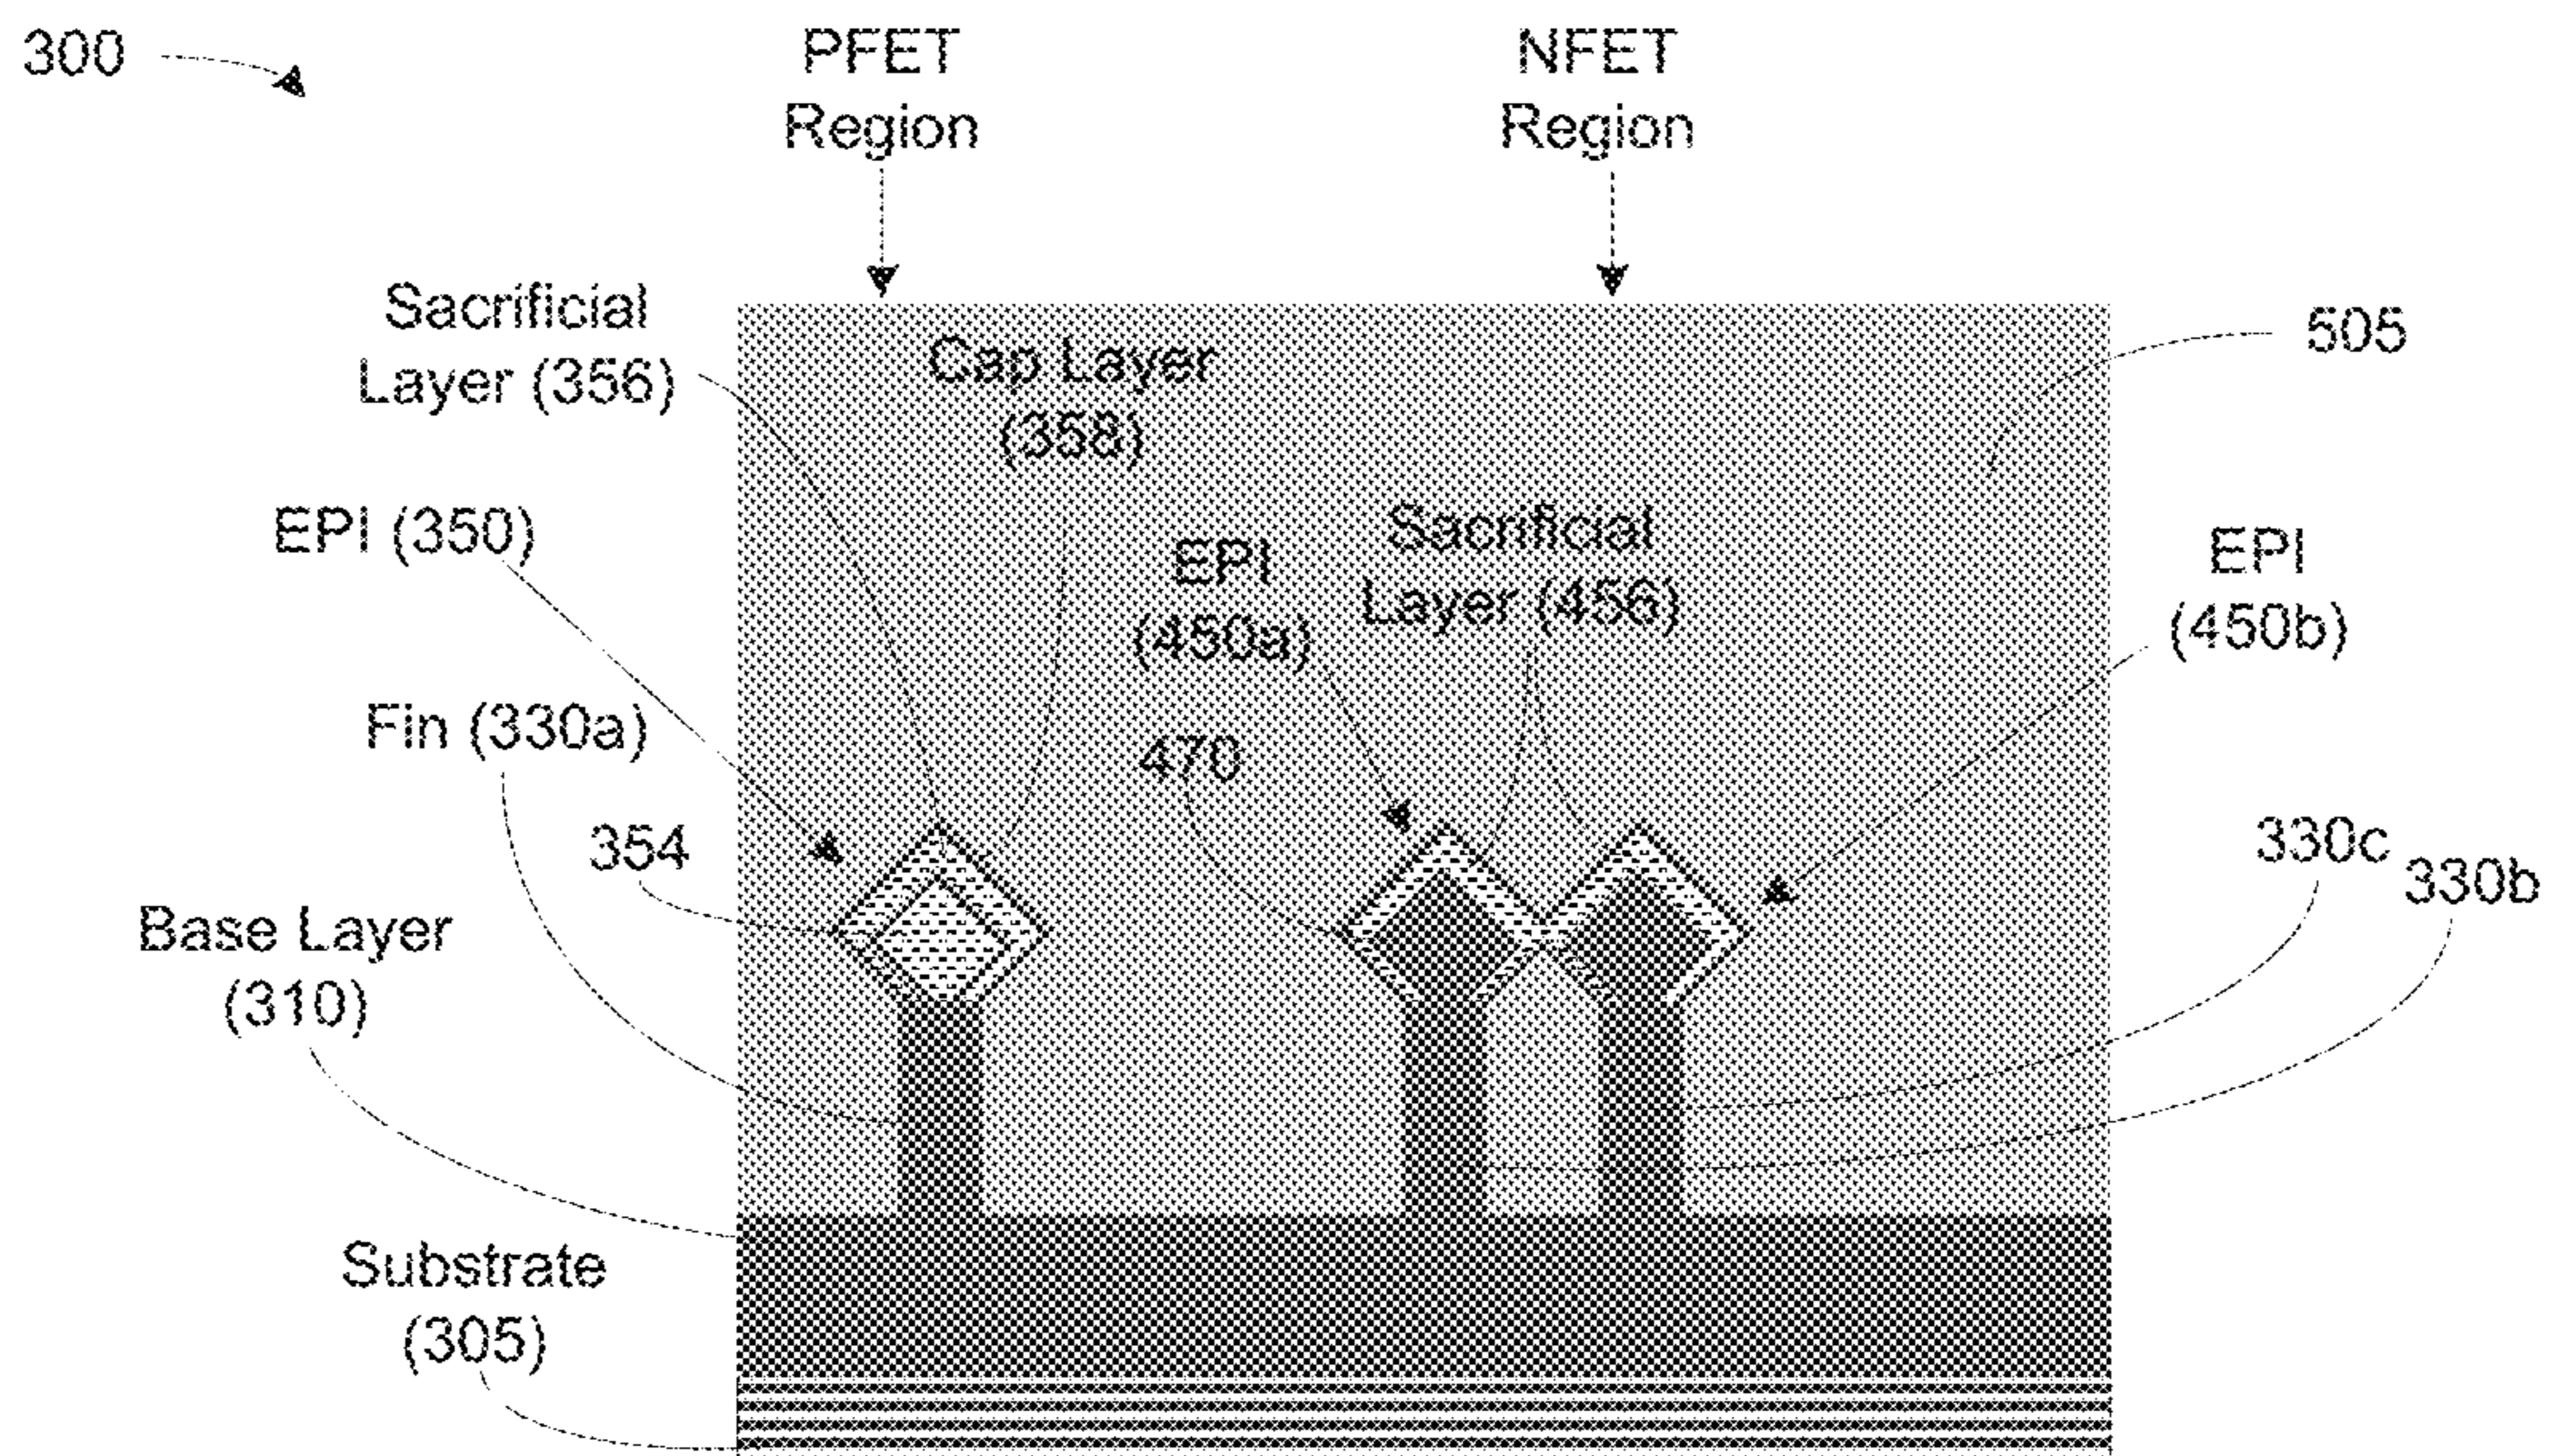 300
PFET
Region
NFET
Region
Sacrificial
Layer (356)
Cap Layer
(358)
505
EPI (350)
EPI
(450a)
Sacrificial
Layer (456)
EPI
(450b)
Fin (330a)
470
354
330c
330b
Base Layer
(310)
Substrate
(305)